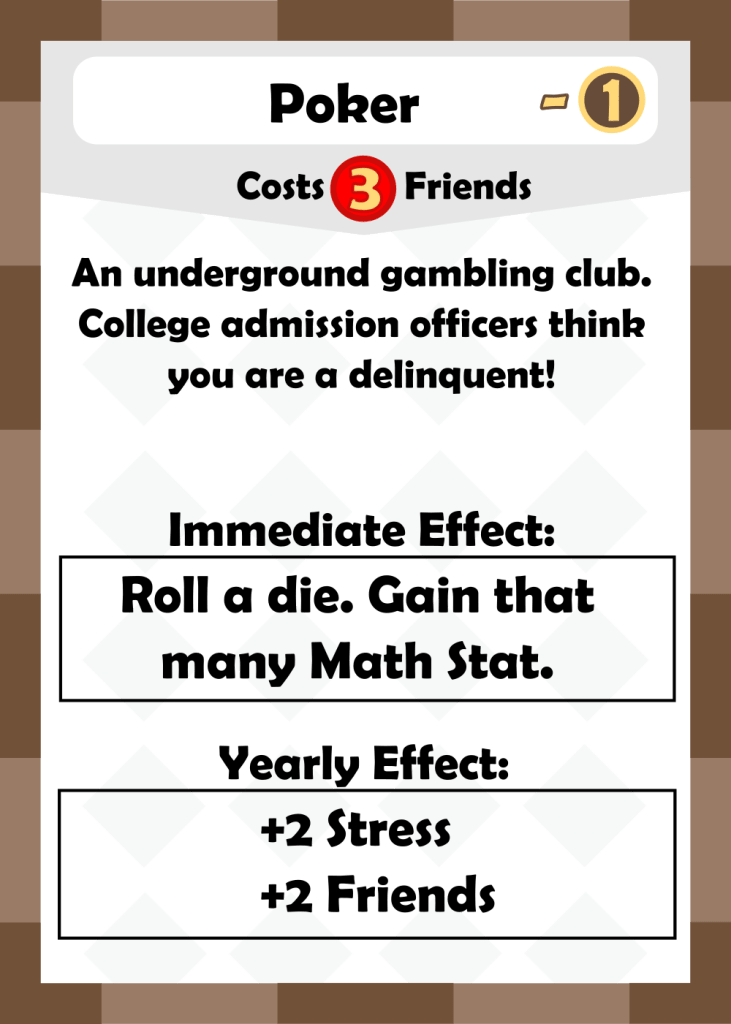 Poker -1
Costs 3 Friends
An underground gambling club.
College admission officers think
you are a delinquent!
Immediate Effect:
Roll a die. Gain that
many Math Stat.
Yearly Effect:
+2 Stress
+2 Friends